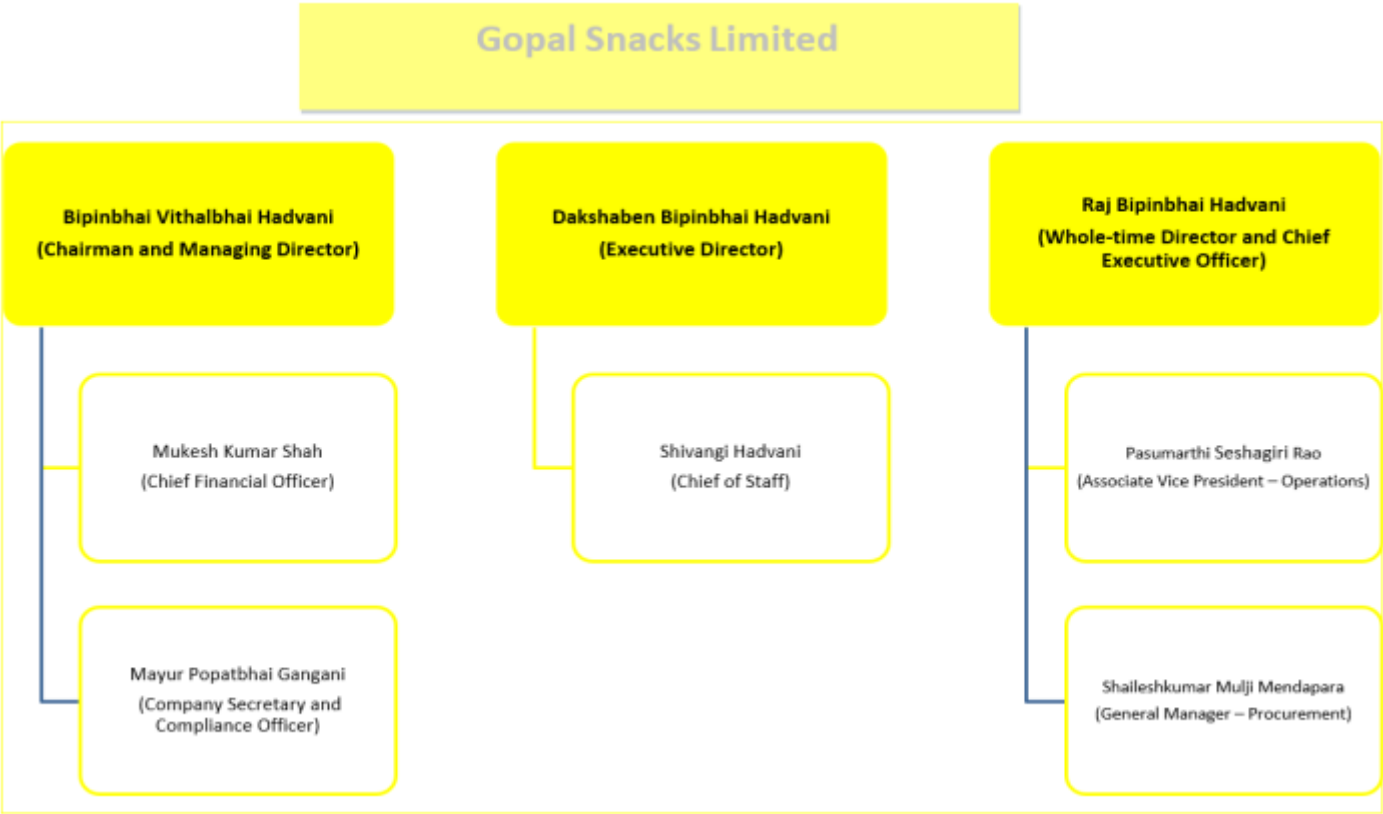 Gopal Snacks Limited
Bipinbhai Vithalbhai Hadvani
(Chairman and Managing Director)
Mukesh Kumar Shah
(Chief Financial Officer)
Mayur Popatbhai Gangani
(Company Secretary and
Compliance Officer)
Dakshaben Bipinbhai Hadvani
(Executive Director)
Shivangi Hadvani
(Chief of Staff)
Raj Bipinbhai Hadvani
(Whole-time Director and Chief
Executive Officer)
Pasumarthi Seshagiri Rao
(Associate Vice President – Operations)
Shaileshkumar Mulji Mendapara
(General Manager – Procurement)